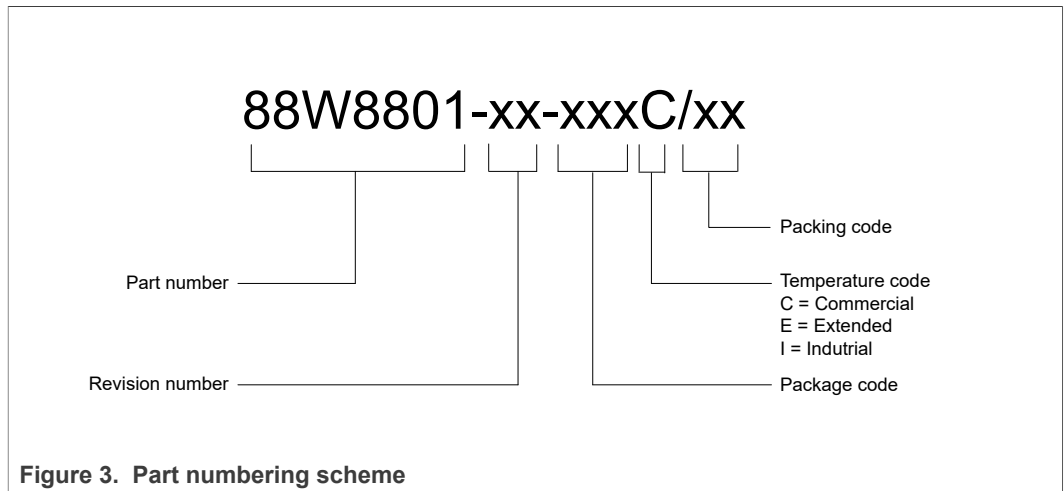 88W8801-xx-xxxC/xx
Packing code
Part number
Temperature code
C = Commercial
E = Extended
I = Indutrial
Revision number
Package code
Figure 3. Part numbering scheme